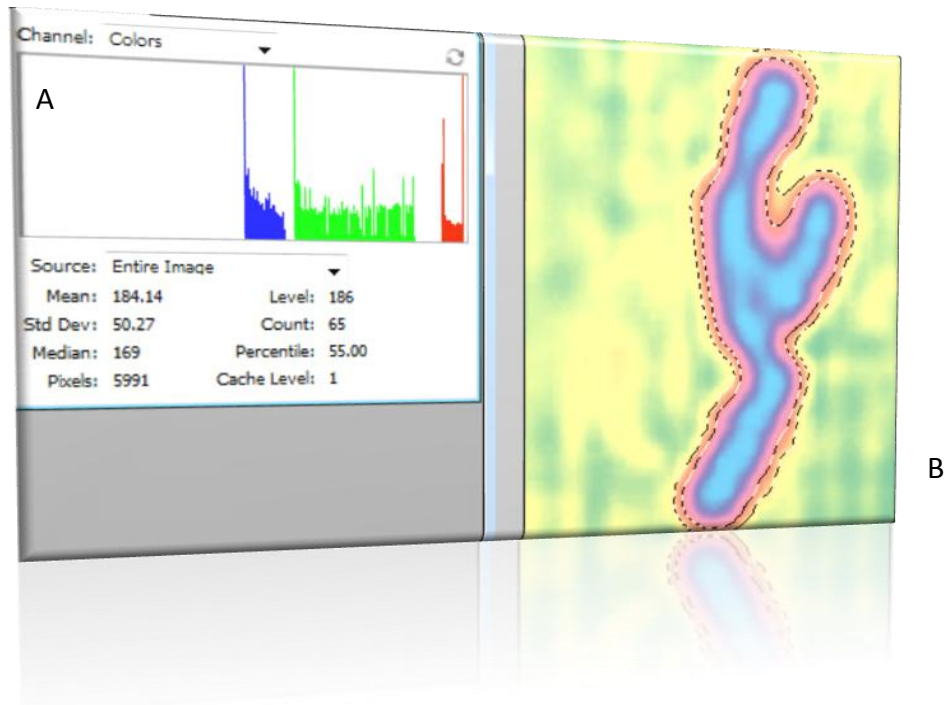 Channel: Colors
A
Source: Entire Image
Mean: 184.14 Level: 186
Std Dev: 50.27 Count: 65
Median: 169 Percentile: 55.00
Pixels: 5991 Cache Level: 1
B